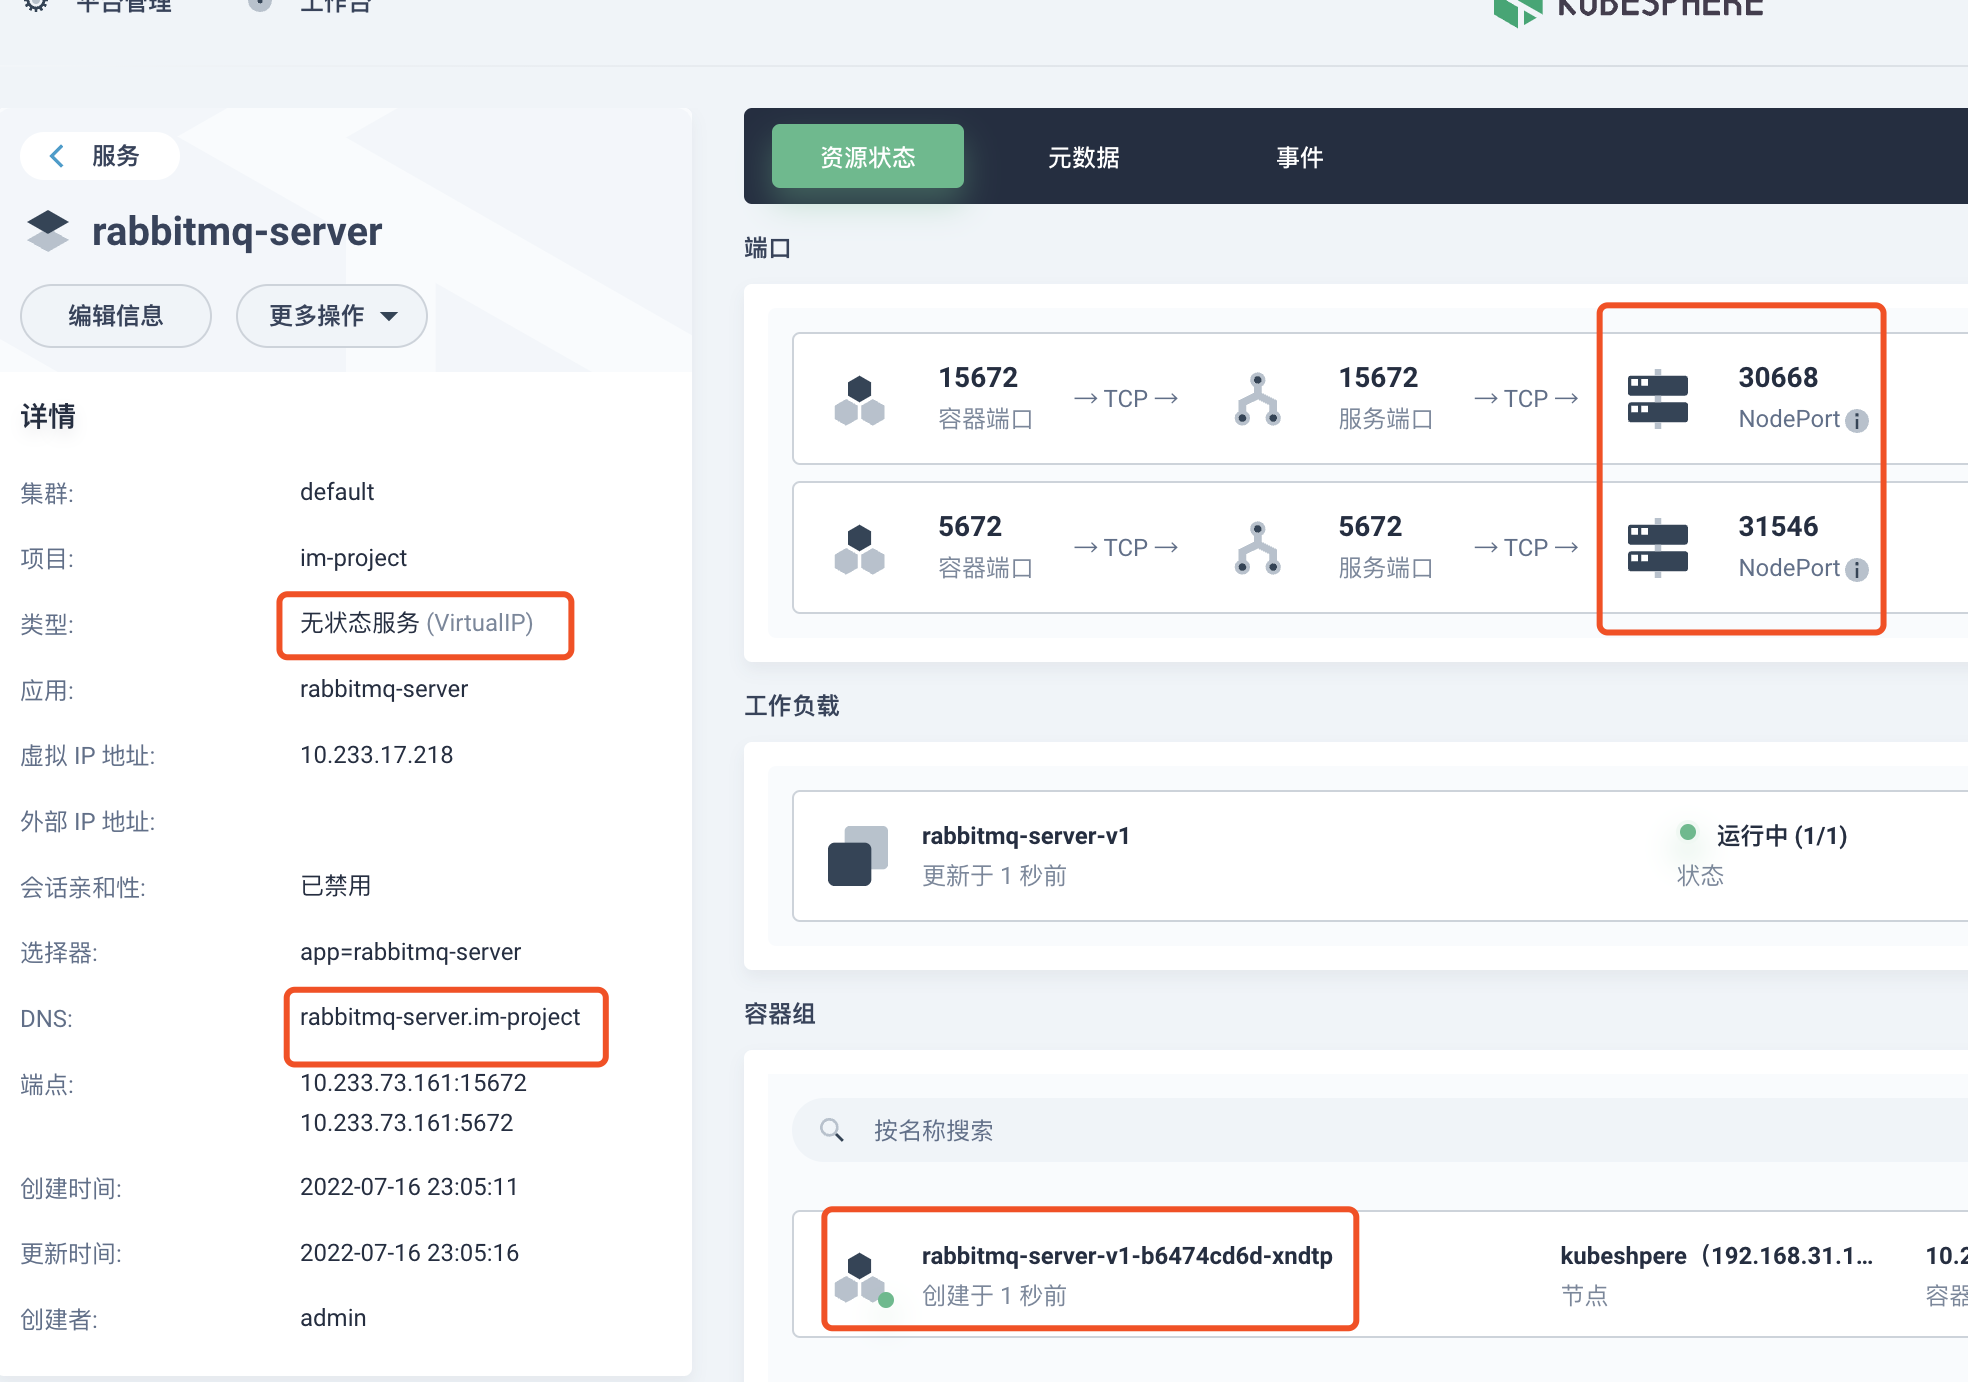 平台管理
工作台
KUBESPHERE
服务
rabbitmq-server
编辑信息
更多操作
详情
集群:
default
项目:
im-project
类型:
无状态服务 (VirtualIP)
应用:
rabbitmq-server
虚拟 IP 地址:
10.233.17.218
外部 IP 地址:
会话亲和性:
已禁用
选择器:
app=rabbitmq-server
DNS:
rabbitmq-server.im-project
端点:
10.233.73.161:15672
10.233.73.161:5672
创建时间:
2022-07-16 23:05:11
更新时间:
2022-07-16 23:05:16
创建者:
admin
资源状态
元数据
事件
端口
15672
容器端口
→ TCP →
15672
服务端口
→ TCP →
30668
NodePort
5672
容器端口
→ TCP →
5672
服务端口
→ TCP →
31546
NodePort
工作负载
rabbitmq-server-v1
更新于 1 秒前
运行中 (1/1)
状态
容器组
按名称搜索
rabbitmq-server-v1-b6474cd6d-xndtp
创建于 1 秒前
kubeshpere（192.168.31.1...
节点
10.2
容器